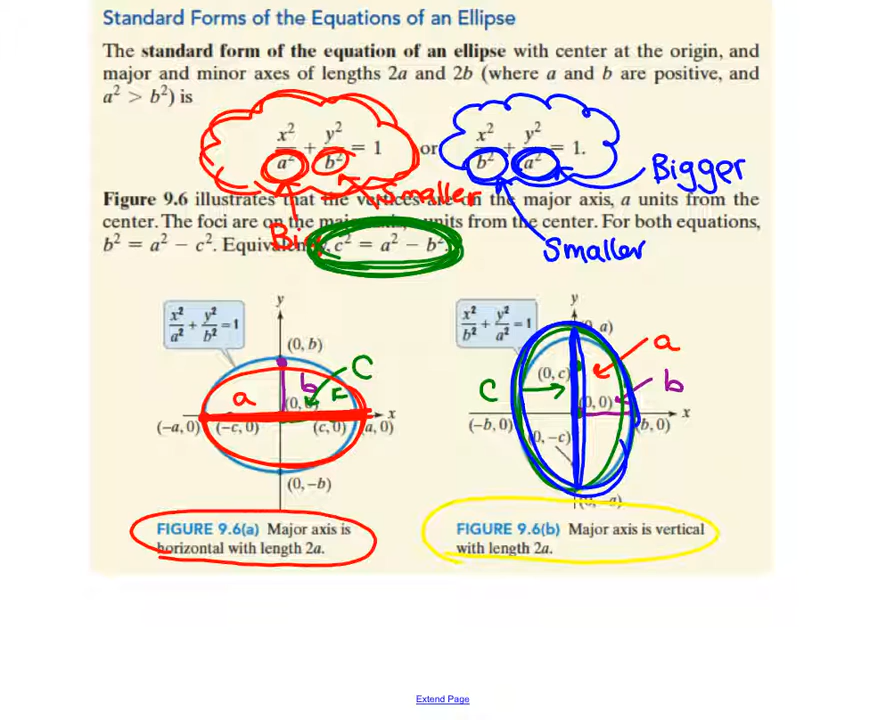 Standard Forms of the Equations of an Ellipse
The standard form of the equation of an ellipse with center at the origin, and
major and minor axes of lengths 2a and 2b (where a and b are positive, and
a² > b²) is
x²/a² + y²/b² = 1 or x²/b² + y²/a² = 1.
Bigger
Smaller
Figure 9.6 illustrates that the vertices are on the major axis, a units from the
center. The foci are on the major axis, c units from the center. For both equations,
b² = a² − c². Equivalently, c² = a² − b².
Big
Smaller
x²/a² + y²/b² = 1
y
(0, b)
C
b
a
F
x
(−a, 0)
(−c, 0)
(c, 0)
(a, 0)
(0, −b)
FIGURE 9.6(a) Major axis is
horizontal with length 2a.
x²/b² + y²/a² = 1
y
(0, a)
a
(0, c)
b
C
(0, 0)
x
(−b, 0)
(b, 0)
(0, −c)
(0, −a)
FIGURE 9.6(b) Major axis is vertical
with length 2a.
Extend Page